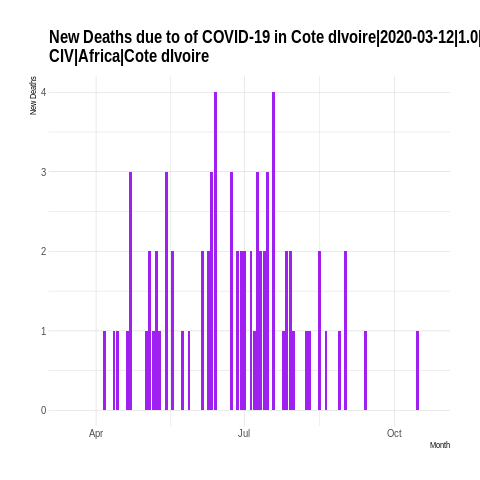 New Deaths due to of COVID-19 in Cote dIvoire|2020-03-12|1.0|
CIV|Africa|Cote dIvoire
New Deaths
4
3
2
1
0
Apr
Jul
Oct
Month